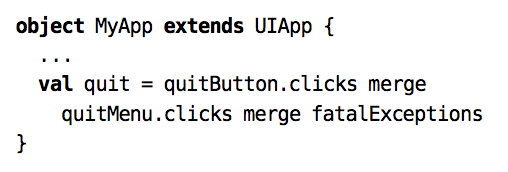 object MyApp extends UIApp {
...
val quit = quitButton.clicks merge
quitMenu.clicks merge fatalExceptions
}